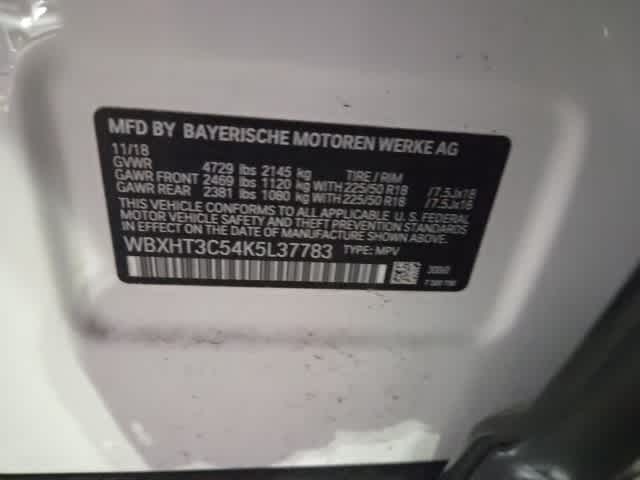 MFD BY BAYERISCHE MOTOREN WERKE AG
11/18
GVWR 4729 lbs 2145 kg TIRE / RIM
GAWR FRONT 2469 lbs 1120 kg WITH 225/50 R18 /7.5Jx18
GAWR REAR 2381 lbs 1080 kg WITH 225/50 R18 /7.5Jx18
THIS VEHICLE CONFORMS TO ALL APPLICABLE U.S. FEDERAL
MOTOR VEHICLE SAFETY AND THEFT PREVENTION STANDARDS
IN EFFECT ON THE DATE OF MANUFACTURE SHOWN ABOVE.
WBXHT3C54K5L37783 TYPE: MPV